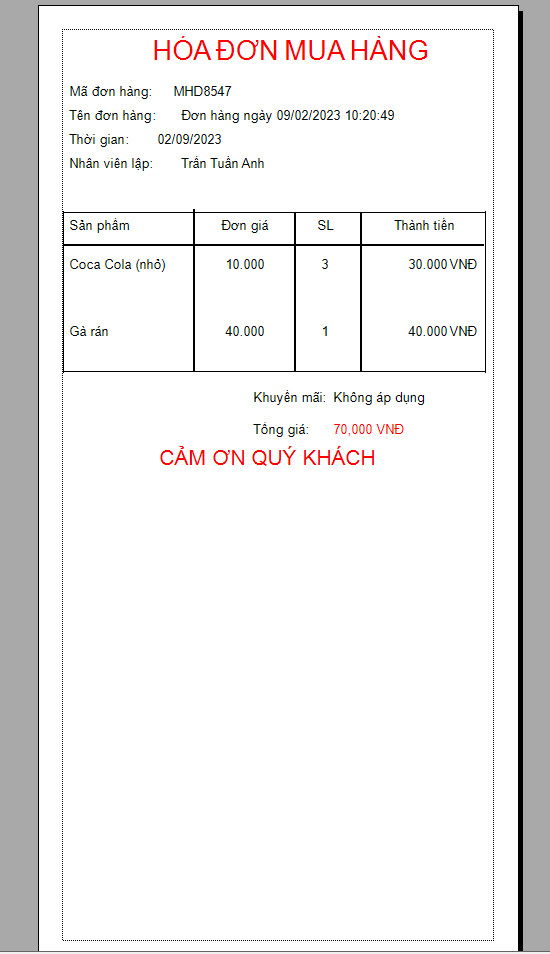 HÓA ĐƠN MUA HÀNG
Mã đơn hàng: MHD8547
Tên đơn hàng: Đơn hàng ngày 09/02/2023 10:20:49
Thời gian: 02/09/2023
Nhân viên lập: Trần Tuấn Anh
Sản phẩm Đơn giá SL Thành tiền
Coca Cola (nhỏ) 10.000 3 30.000 VNĐ
Gà rán 40.000 1 40.000 VNĐ
Khuyến mãi: Không áp dụng
Tổng giá: 70,000 VNĐ
CẢM ƠN QUÝ KHÁCH